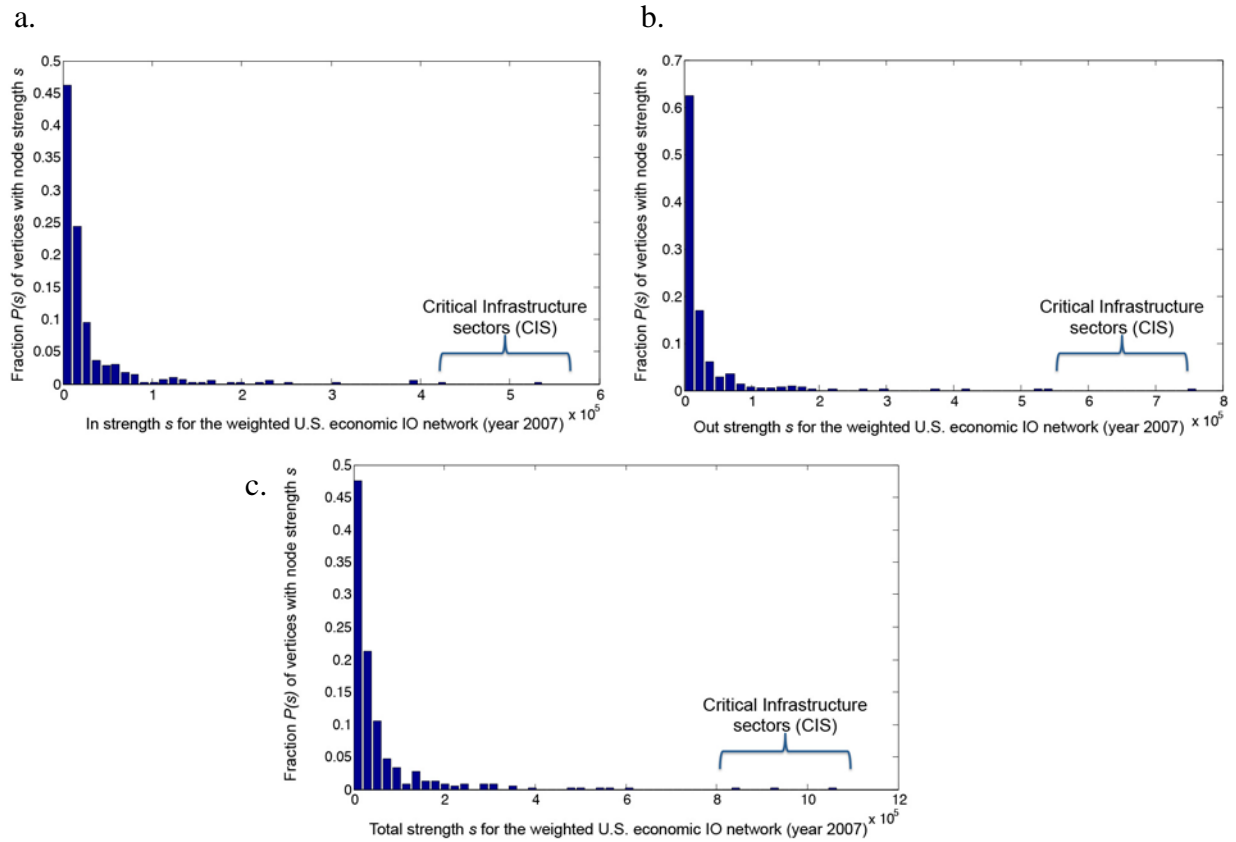 a.
Fraction P(s) of vertices with node strength s
0.5
0.45
0.4
0.35
0.3
0.25
0.2
0.15
0.1
0.05
0
Critical Infrastructure
sectors (CIS)
0 1 2 3 4 5 6
x 10^5
In strength s for the weighted U.S. economic IO network (year 2007)
b.
Fraction P(s) of vertices with node strength s
0.7
0.6
0.5
0.4
0.3
0.2
0.1
0
Critical Infrastructure
sectors (CIS)
0 1 2 3 4 5 6 7 8
x 10^5
Out strength s for the weighted U.S. economic IO network (year 2007)
c.
Fraction P(s) of vertices with node strength s
0.5
0.45
0.4
0.35
0.3
0.25
0.2
0.15
0.1
0.05
0
Critical Infrastructure
sectors (CIS)
0 2 4 6 8 10 12
x 10^5
Total strength s for the weighted U.S. economic IO network (year 2007)